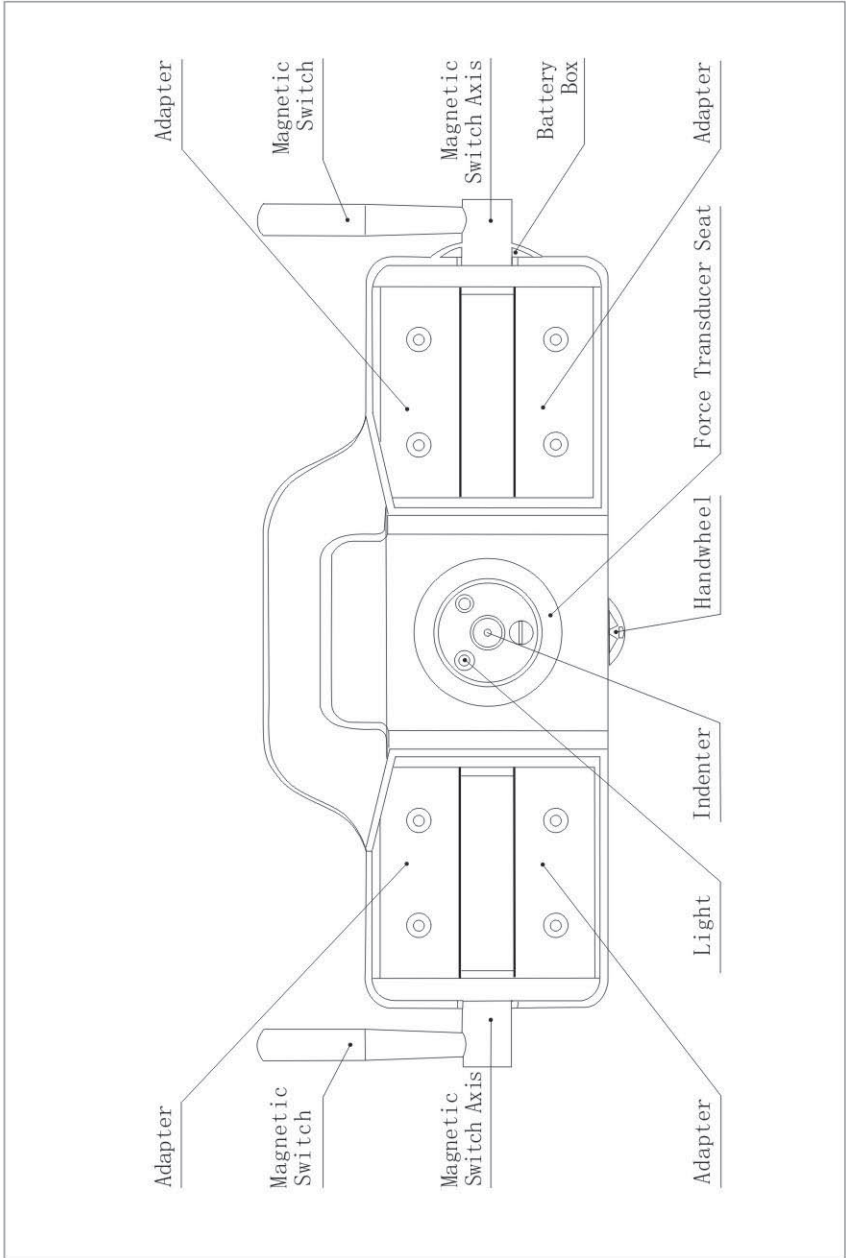 Adapter
Magnetic
Switch
Magnetic
Switch Axis
Adapter
Light
Indenter
Handwheel
Force Transducer Seat
Adapter
Battery
Box
Magnetic
Switch Axis
Magnetic
Switch
Adapter